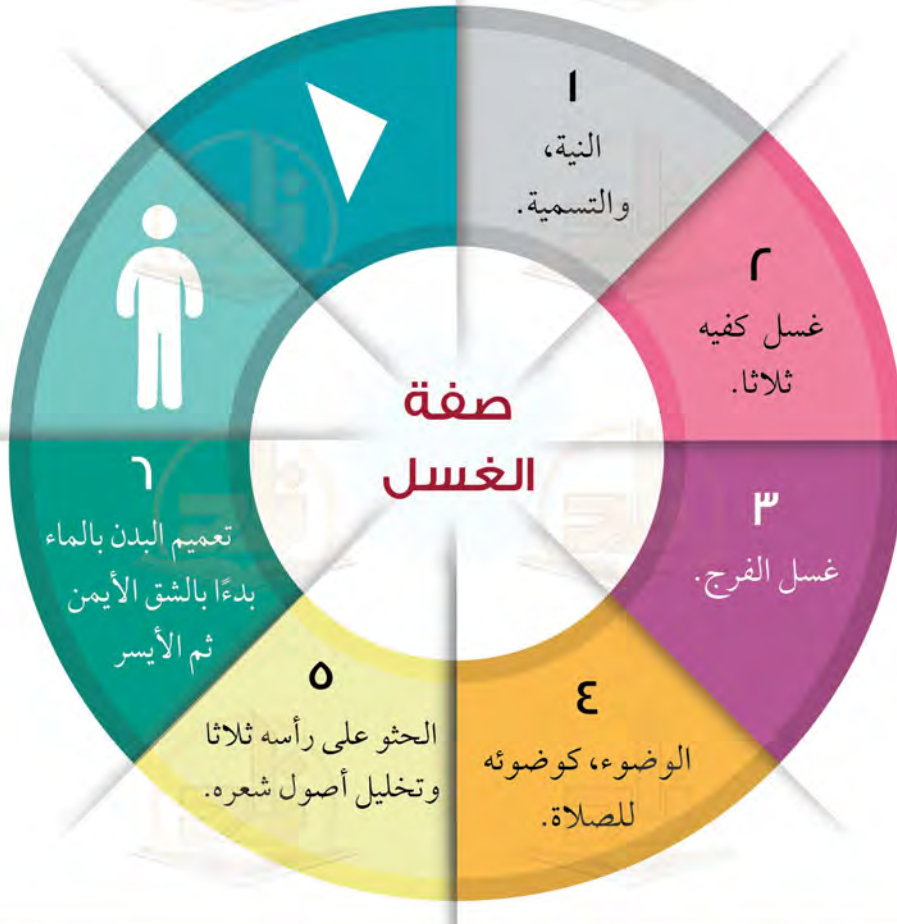 صفة
الغسل
١
النية،
والتسمية.
٢
غسل كفيه
ثلاثا.
٣
غسل الفرج.
٤
الوضوء، كوضوئه
للصلاة.
٥
الحثو على رأسه ثلاثا
وتخليل أصول شعره.
٦
تعميم البدن بالماء
بدءًا بالشق الأيمن
ثم الأيسر